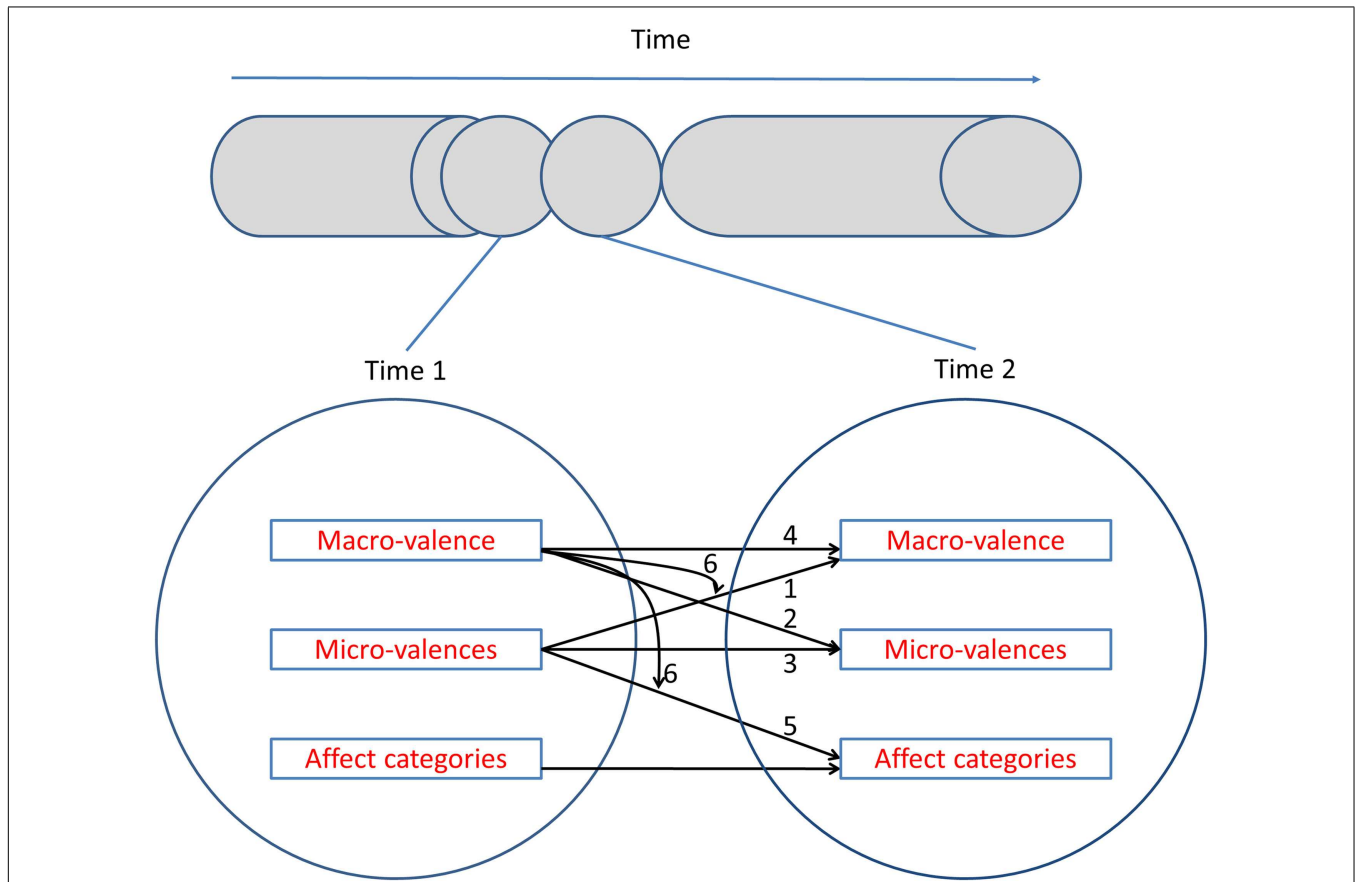 Time
Time 1
Time 2
Macro-valence
4
Macro-valence
6
1
2
Micro-valences
3
Micro-valences
6
5
Affect categories
Affect categories